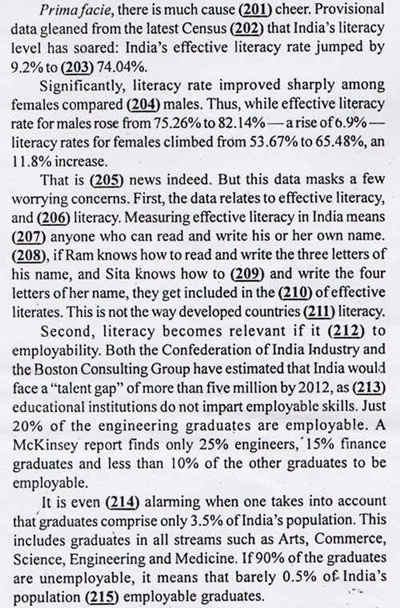 Prima facie, there is much cause (201) cheer. Provisional
data gleaned from the latest Census (202) that India's literacy
level has soared: India's effective literacy rate jumped by
9.2% to (203) 74.04%.
Significantly, literacy rate improved sharply among
females compared (204) males. Thus, while effective literacy
rate for males rose from 75.26% to 82.14% — a rise of 6.9% —
literacy rates for females climbed from 53.67% to 65.48%, an
11.8% increase.
That is (205) news indeed. But this data masks a few
worrying concerns. First, the data relates to effective literacy,
and (206) literacy. Measuring effective literacy in India means
(207) anyone who can read and write his or her own name.
(208), if Ram knows how to read and write the three letters of
his name, and Sita knows how to (209) and write the four
letters of her name, they get included in the (210) of effective
literates. This is not the way developed countries (211) literacy.
Second, literacy becomes relevant if it (212) to
employability. Both the Confederation of India Industry and
the Boston Consulting Group have estimated that India would
face a "talent gap" of more than five million by 2012, as (213)
educational institutions do not impart employable skills. Just
20% of the engineering graduates are employable. A
McKinsey report finds only 25% engineers, 15% finance
graduates and less than 10% of the other graduates to be
employable.
It is even (214) alarming when one takes into account
that graduates comprise only 3.5% of India's population. This
includes graduates in all streams such as Arts, Commerce,
Science, Engineering and Medicine. If 90% of the graduates
are unemployable, it means that barely 0.5% of India's
population (215) employable graduates.